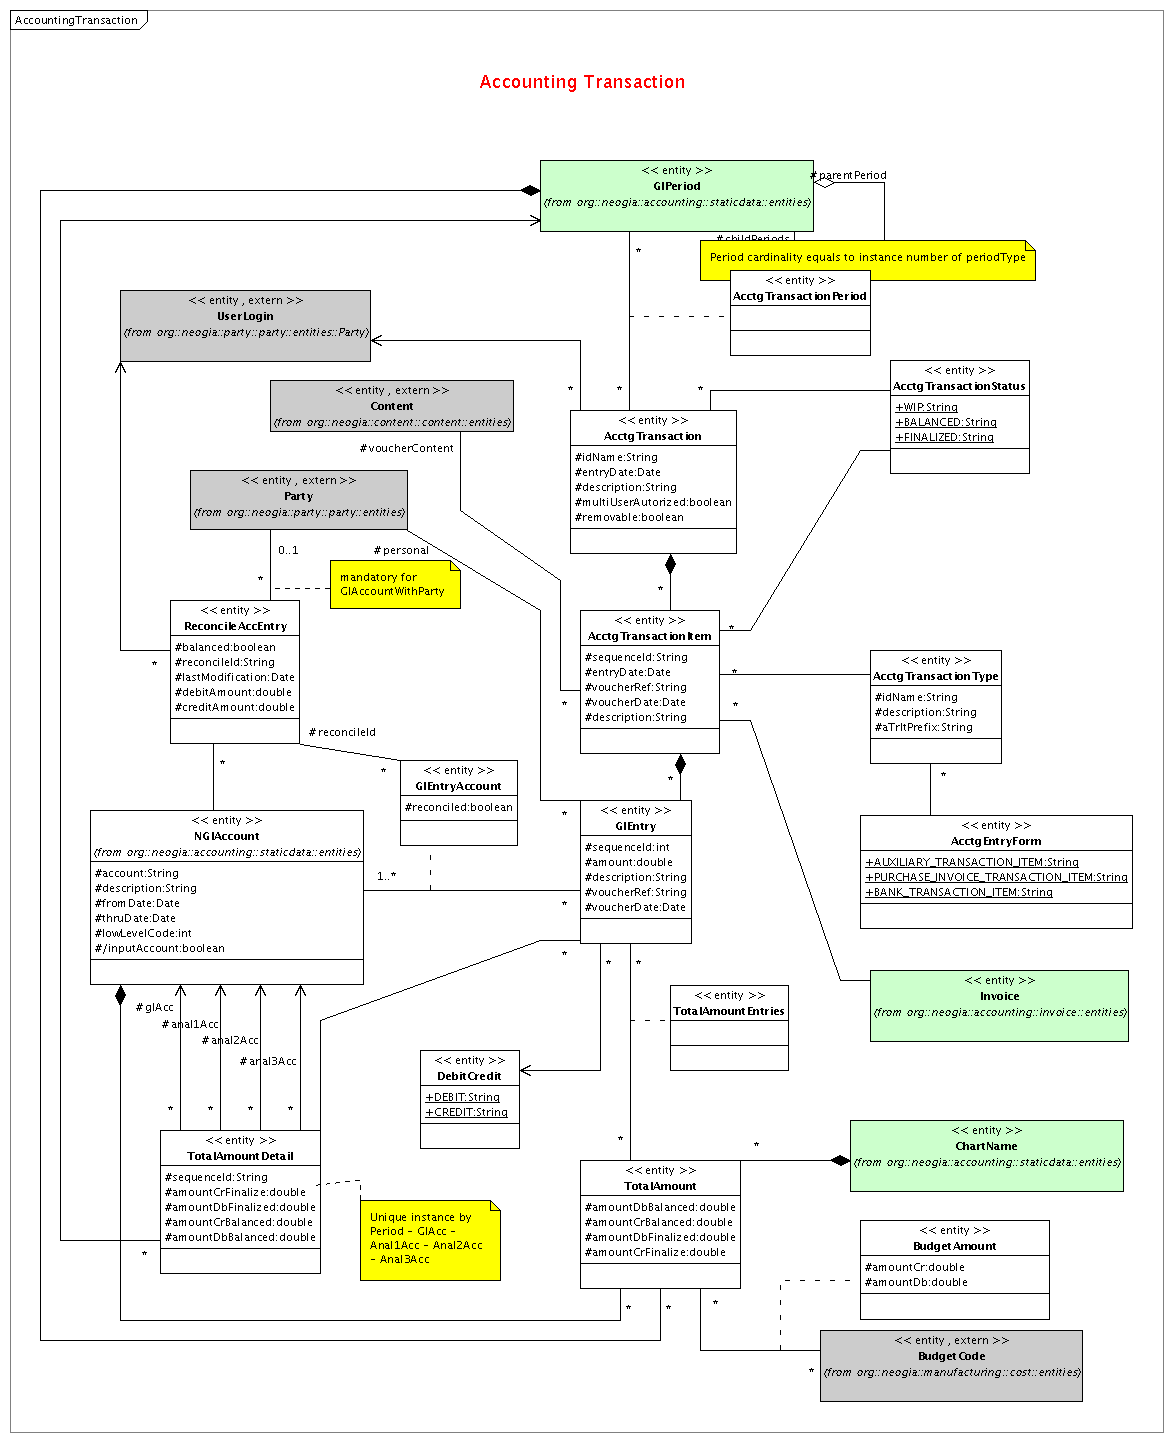 AccountingTransaction
Accounting Transaction
<< entity >>
GlPeriod
(from org::neogia::accounting::staticdata::entities)
#parentPeriod
#childPeriods
*
Period cardinality equals to instance number of periodType
<< entity >>
AcctgTransactionPeriod
<< entity , extern >>
UserLogin
(from org::neogia::party::party::entities::Party)
<< entity , extern >>
Content
(from org::neogia::content::content::entities)
#voucherContent
* * *
<< entity >>
AcctgTransactionStatus
+WIP:String
+BALANCED:String
+FINALIZED:String
<< entity >>
AcctgTransaction
#idName:String
#entryDate:Date
#description:String
#multiUserAutorized:boolean
#removable:boolean
<< entity , extern >>
Party
(from org::neogia::party::party::entities)
0..1
#personal
*
mandatory for
GlAccountWithParty
*
<< entity >>
ReconcileAccEntry
#balanced:boolean
#reconcileId:String
#lastModification:Date
#debitAmount:double
#creditAmount:double
*
<< entity >>
AcctgTransactionItem
#sequenceId:String
#entryDate:Date
#voucherRef:String
#voucherDate:Date
#description:String
*
*
*
*
<< entity >>
AcctgTransactionType
#idName:String
#description:String
#aTrItPrefix:String
*
#reconcileId
*
*
<< entity >>
GlEntryAccount
#reconciled:boolean
*
*
<< entity >>
GlEntry
#sequenceId:int
#amount:double
#description:String
#voucherRef:String
#voucherDate:Date
<< entity >>
AcctgEntryForm
+AUXILIARY_TRANSACTION_ITEM:String
+PURCHASE_INVOICE_TRANSACTION_ITEM:String
+BANK_TRANSACTION_ITEM:String
<< entity >>
NGlAccount
(from org::neogia::accounting::staticdata::entities)
#account:String
#description:String
#fromDate:Date
#thruDate:Date
#lowLevelCode:int
#/inputAccount:boolean
1..*
*
*
* *
<< entity >>
Invoice
(from org::neogia::accounting::invoice::entities)
#glAcc
#anal1Acc
#anal2Acc
#anal3Acc
* * * *
<< entity >>
TotalAmountEntries
<< entity >>
DebitCredit
+DEBIT:String
+CREDIT:String
*
*
<< entity >>
ChartName
(from org::neogia::accounting::staticdata::entities)
<< entity >>
TotalAmountDetail
#sequenceId:String
#amountCrFinalize:double
#amountDbFinalized:double
#amountCrBalanced:double
#amountDbBalanced:double
*
Unique instance by
Period - GlAcc -
Anal1Acc - Anal2Acc
- Anal3Acc
<< entity >>
TotalAmount
#amountDbBalanced:double
#amountCrBalanced:double
#amountDbFinalized:double
#amountCrFinalize:double
* * *
<< entity >>
BudgetAmount
#amountCr:double
#amountDb:double
*
<< entity , extern >>
BudgetCode
(from org::neogia::manufacturing::cost::entities)